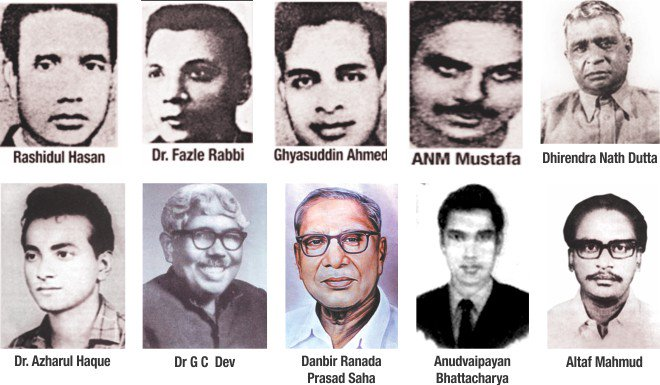 Rashidul Hasan
Dr. Fazle Rabbi
Ghyasuddin Ahmed
ANM Mustafa
Dhirendra Nath Dutta
Dr. Azharul Haque
Dr G C Dev
Danbir Ranada
Prasad Saha
Anudvaipayan
Bhattacharya
Altaf Mahmud